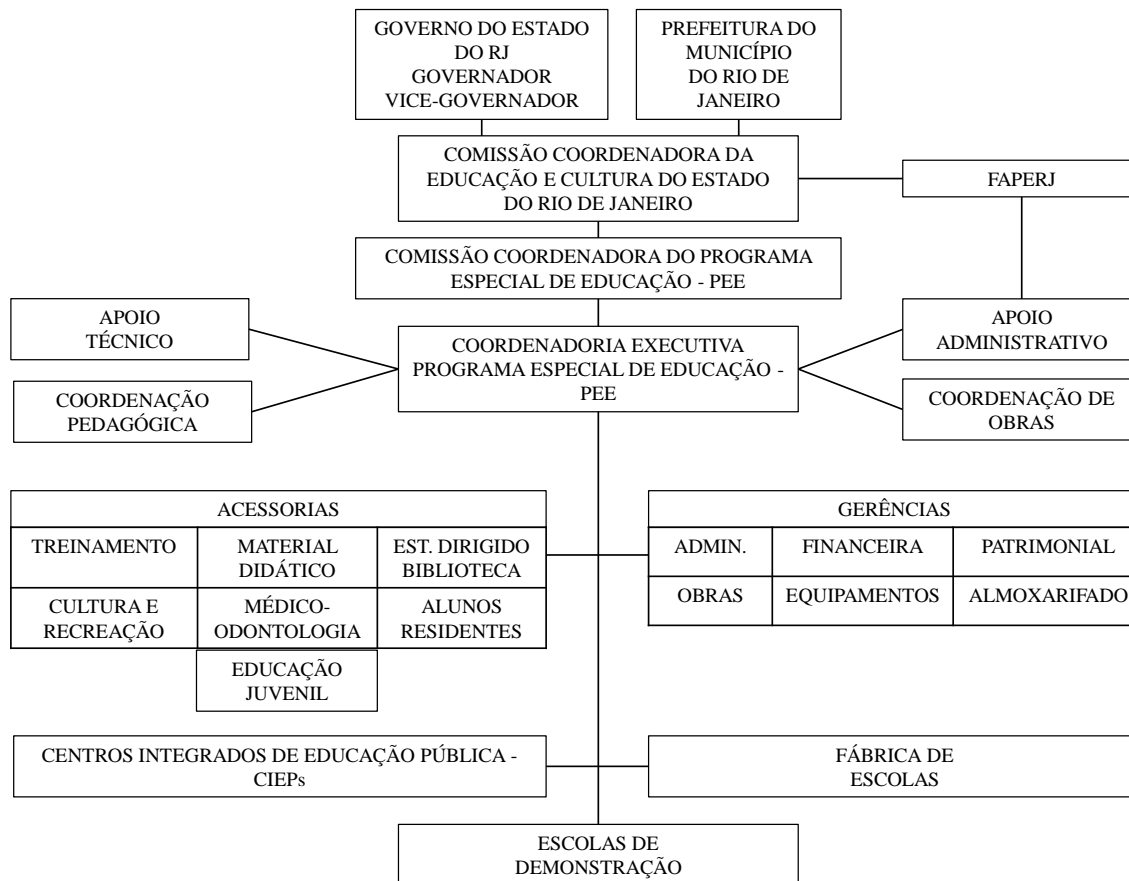 GOVERNO DO ESTADO
DO RJ
GOVERNADOR
VICE-GOVERNADOR
PREFEITURA DO
MUNICÍPIO
DO RIO DE
JANEIRO
COMISSÃO COORDENADORA DA
EDUCAÇÃO E CULTURA DO ESTADO
DO RIO DE JANEIRO
FAPERJ
COMISSÃO COORDENADORA DO PROGRAMA
ESPECIAL DE EDUCAÇÃO - PEE
APOIO
TÉCNICO
COORDENADORIA EXECUTIVA
PROGRAMA ESPECIAL DE EDUCAÇÃO -
PEE
APOIO
ADMINISTRATIVO
COORDENAÇÃO
PEDAGÓGICA
COORDENAÇÃO DE
OBRAS
ACESSORIAS
TREINAMENTO
MATERIAL
DIDÁTICO
EST. DIRIGIDO
BIBLIOTECA
CULTURA E
RECREAÇÃO
MÉDICO-
ODONTOLOGIA
ALUNOS
RESIDENTES
EDUCAÇÃO
JUVENIL
GERÊNCIAS
ADMIN.
FINANCEIRA
PATRIMONIAL
OBRAS
EQUIPAMENTOS
ALMOXARIFADO
CENTROS INTEGRADOS DE EDUCAÇÃO PÚBLICA -
CIEPs
FÁBRICA DE
ESCOLAS
ESCOLAS DE
DEMONSTRAÇÃO